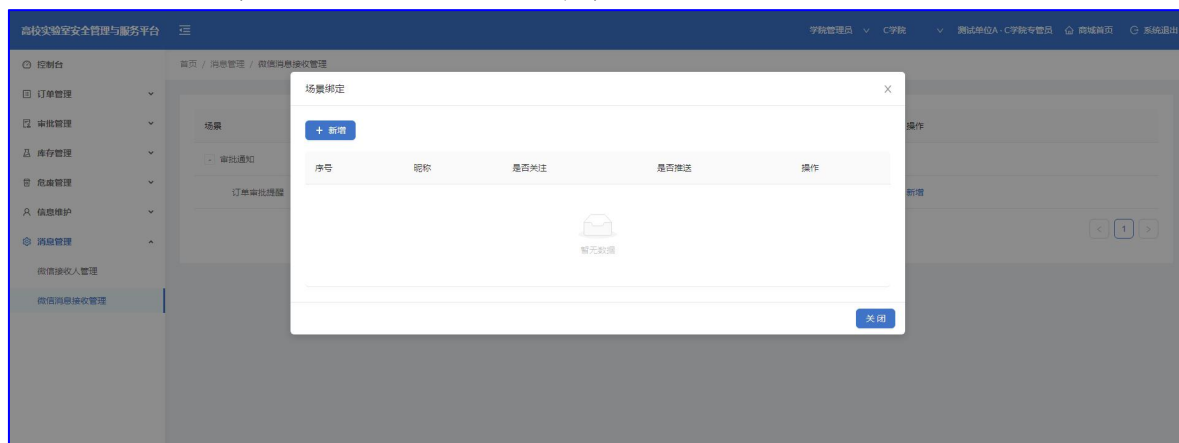 高校实验室安全管理与服务平台 学院管理员 C学院 测试单位A - C学院专管员 商城首页 系统退出
控制台 首页 / 消息管理 / 微信消息接收管理
订单管理
审批管理
库存管理
危废管理
信息维护
消息管理
微信接收人管理
微信消息接收管理
场景 操作
审批通知
订单审批提醒 新增
< 1 >
场景绑定 X
+ 新增
序号 昵称 是否关注 是否推送 操作
暂无数据
关闭